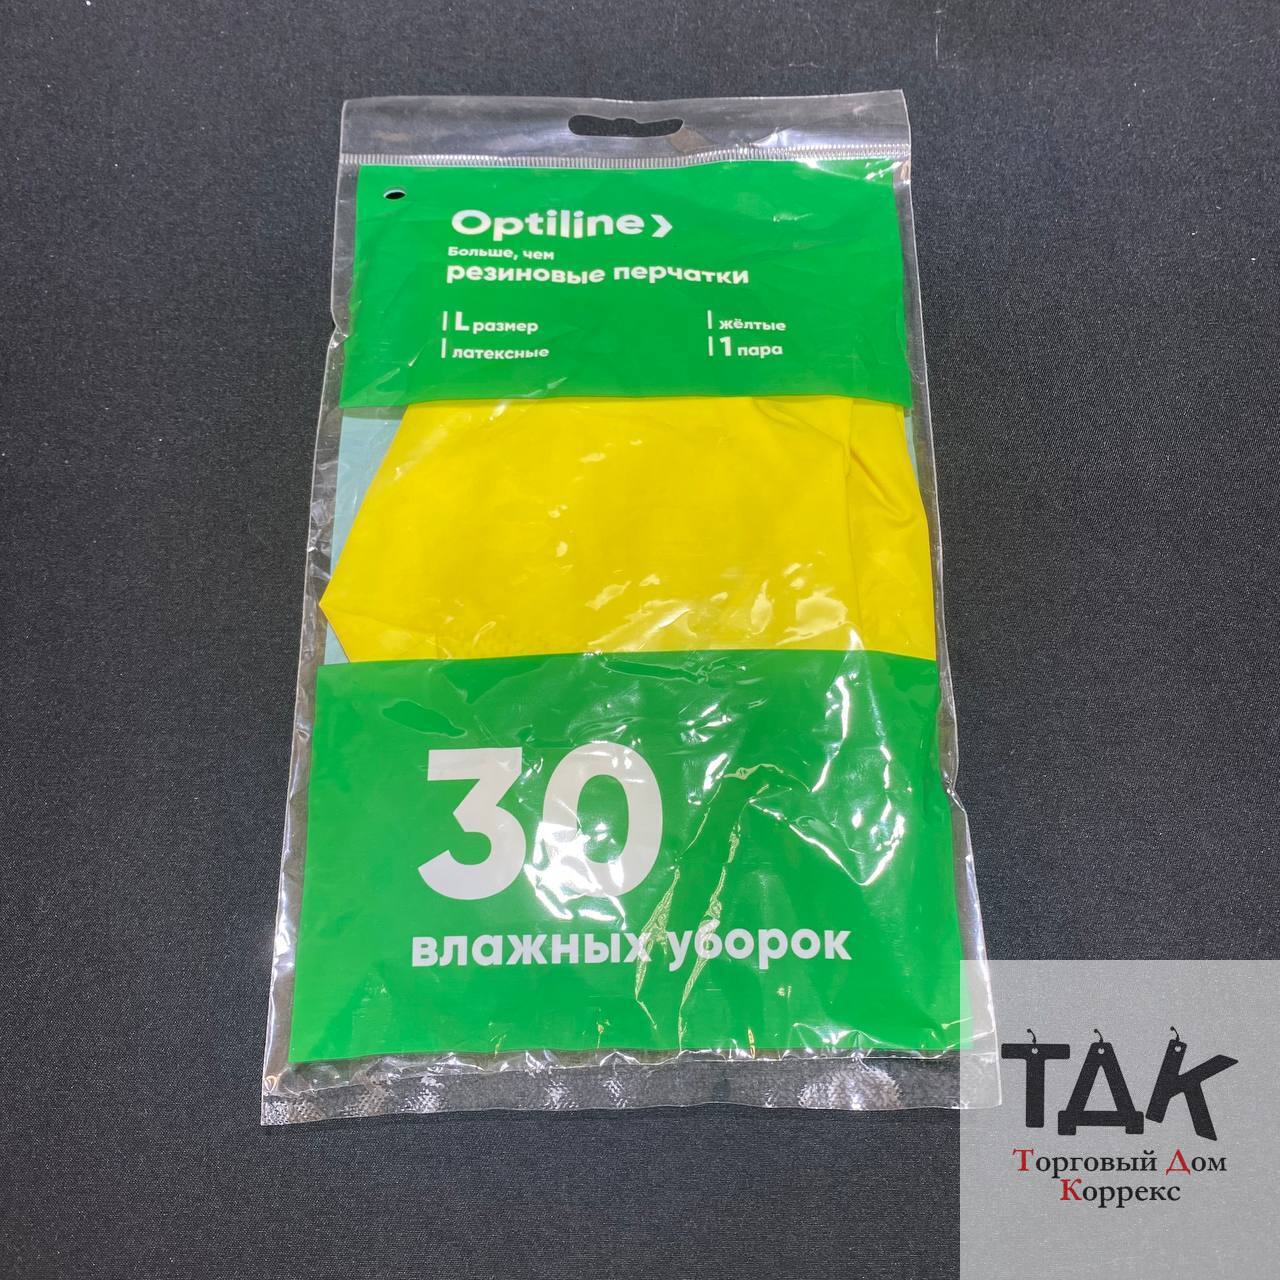 Optiline
Больше, чем
резиновые перчатки
L размер
латексные
жёлтые
1 пара
30
влажных уборок
ТДК
Торговый Дом
Коррекс